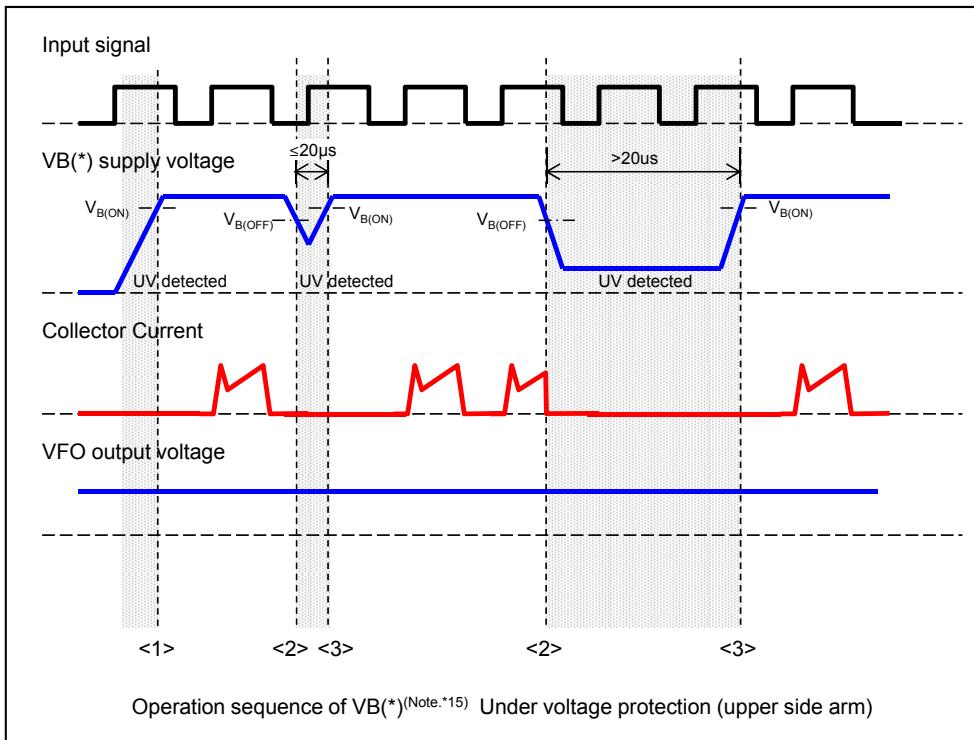 Input signal
≤20μs
>20us
VB(*) supply voltage
VB(ON)
VB(OFF)
VB(ON)
VB(OFF)
VB(ON)
UV detected
UV detected
UV detected
Collector Current
VFO output voltage
<1>
<2>
<3>
<2>
<3>
Operation sequence of VB(*)(Note.*15) Under voltage protection (upper side arm)